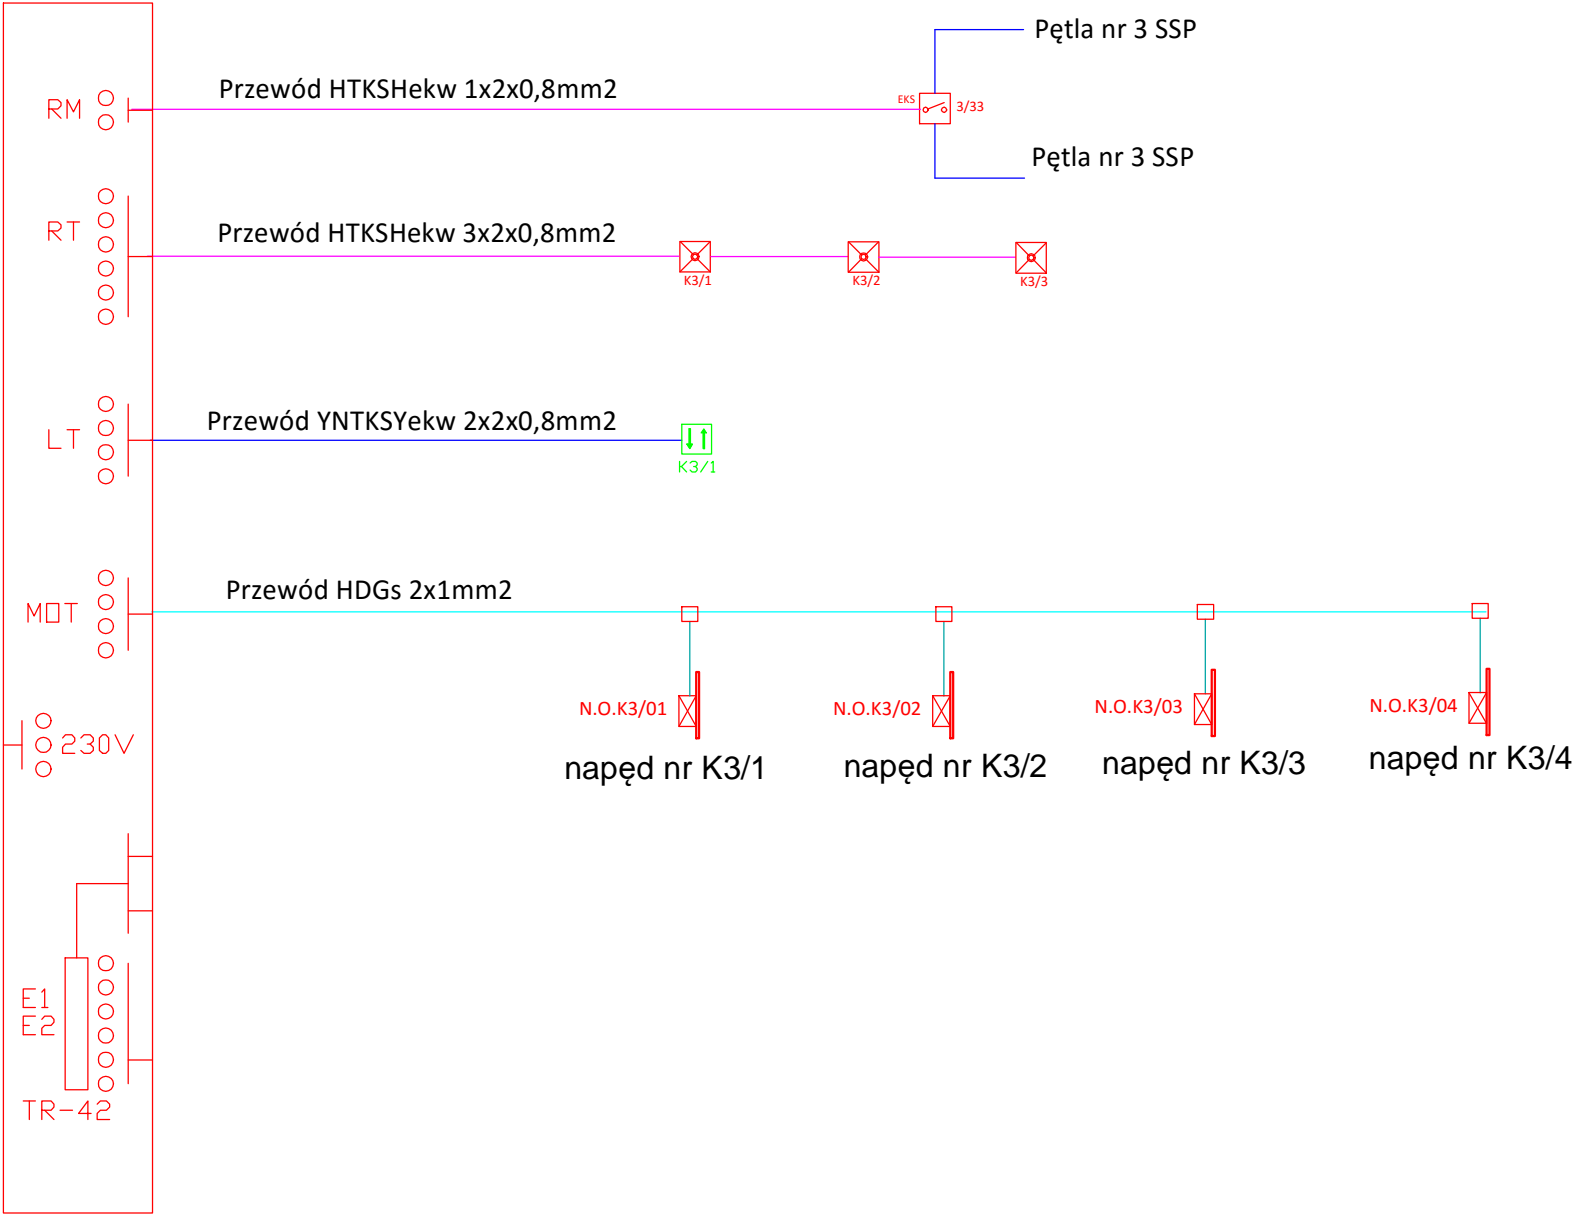 Pętla nr 3 SSP
Przewód HTKSHekw 1x2x0,8mm2
RM
EKS
3/33
Pętla nr 3 SSP
RT
Przewód HTKSHekw 3x2x0,8mm2
K3/1
K3/2
K3/3
LT
Przewód YNTKSYekw 2x2x0,8mm2
K3/1
MOT
Przewód HDGs 2x1mm2
N.O.K3/01
N.O.K3/02
N.O.K3/03
N.O.K3/04
230V
napęd nr K3/1
napęd nr K3/2
napęd nr K3/3
napęd nr K3/4
E1
E2
TR-42